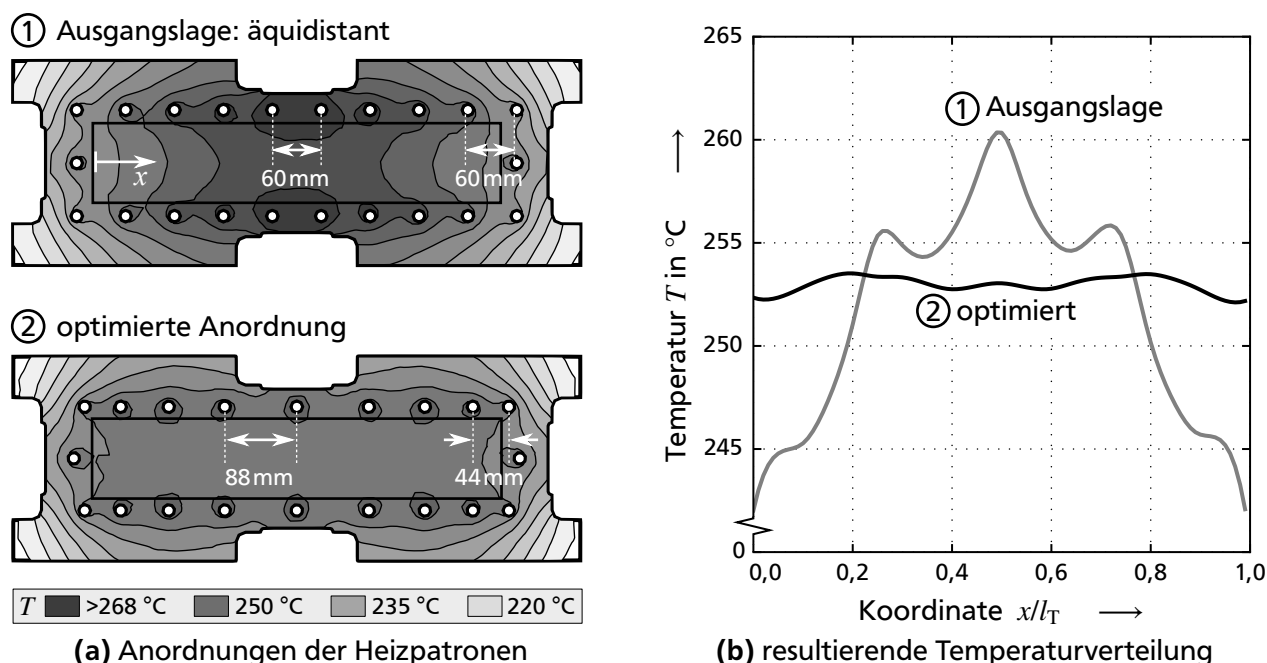 ① Ausgangslage: äquidistant
x
60 mm
60 mm
② optimierte Anordnung
88 mm
44 mm
T >268 °C 250 °C 235 °C 220 °C
(a) Anordnungen der Heizpatronen
Temperatur T in °C
265
260
255
250
245
0
① Ausgangslage
② optimiert
0,0 0,2 0,4 0,6 0,8 1,0
Koordinate x/l_T
(b) resultierende Temperaturverteilung